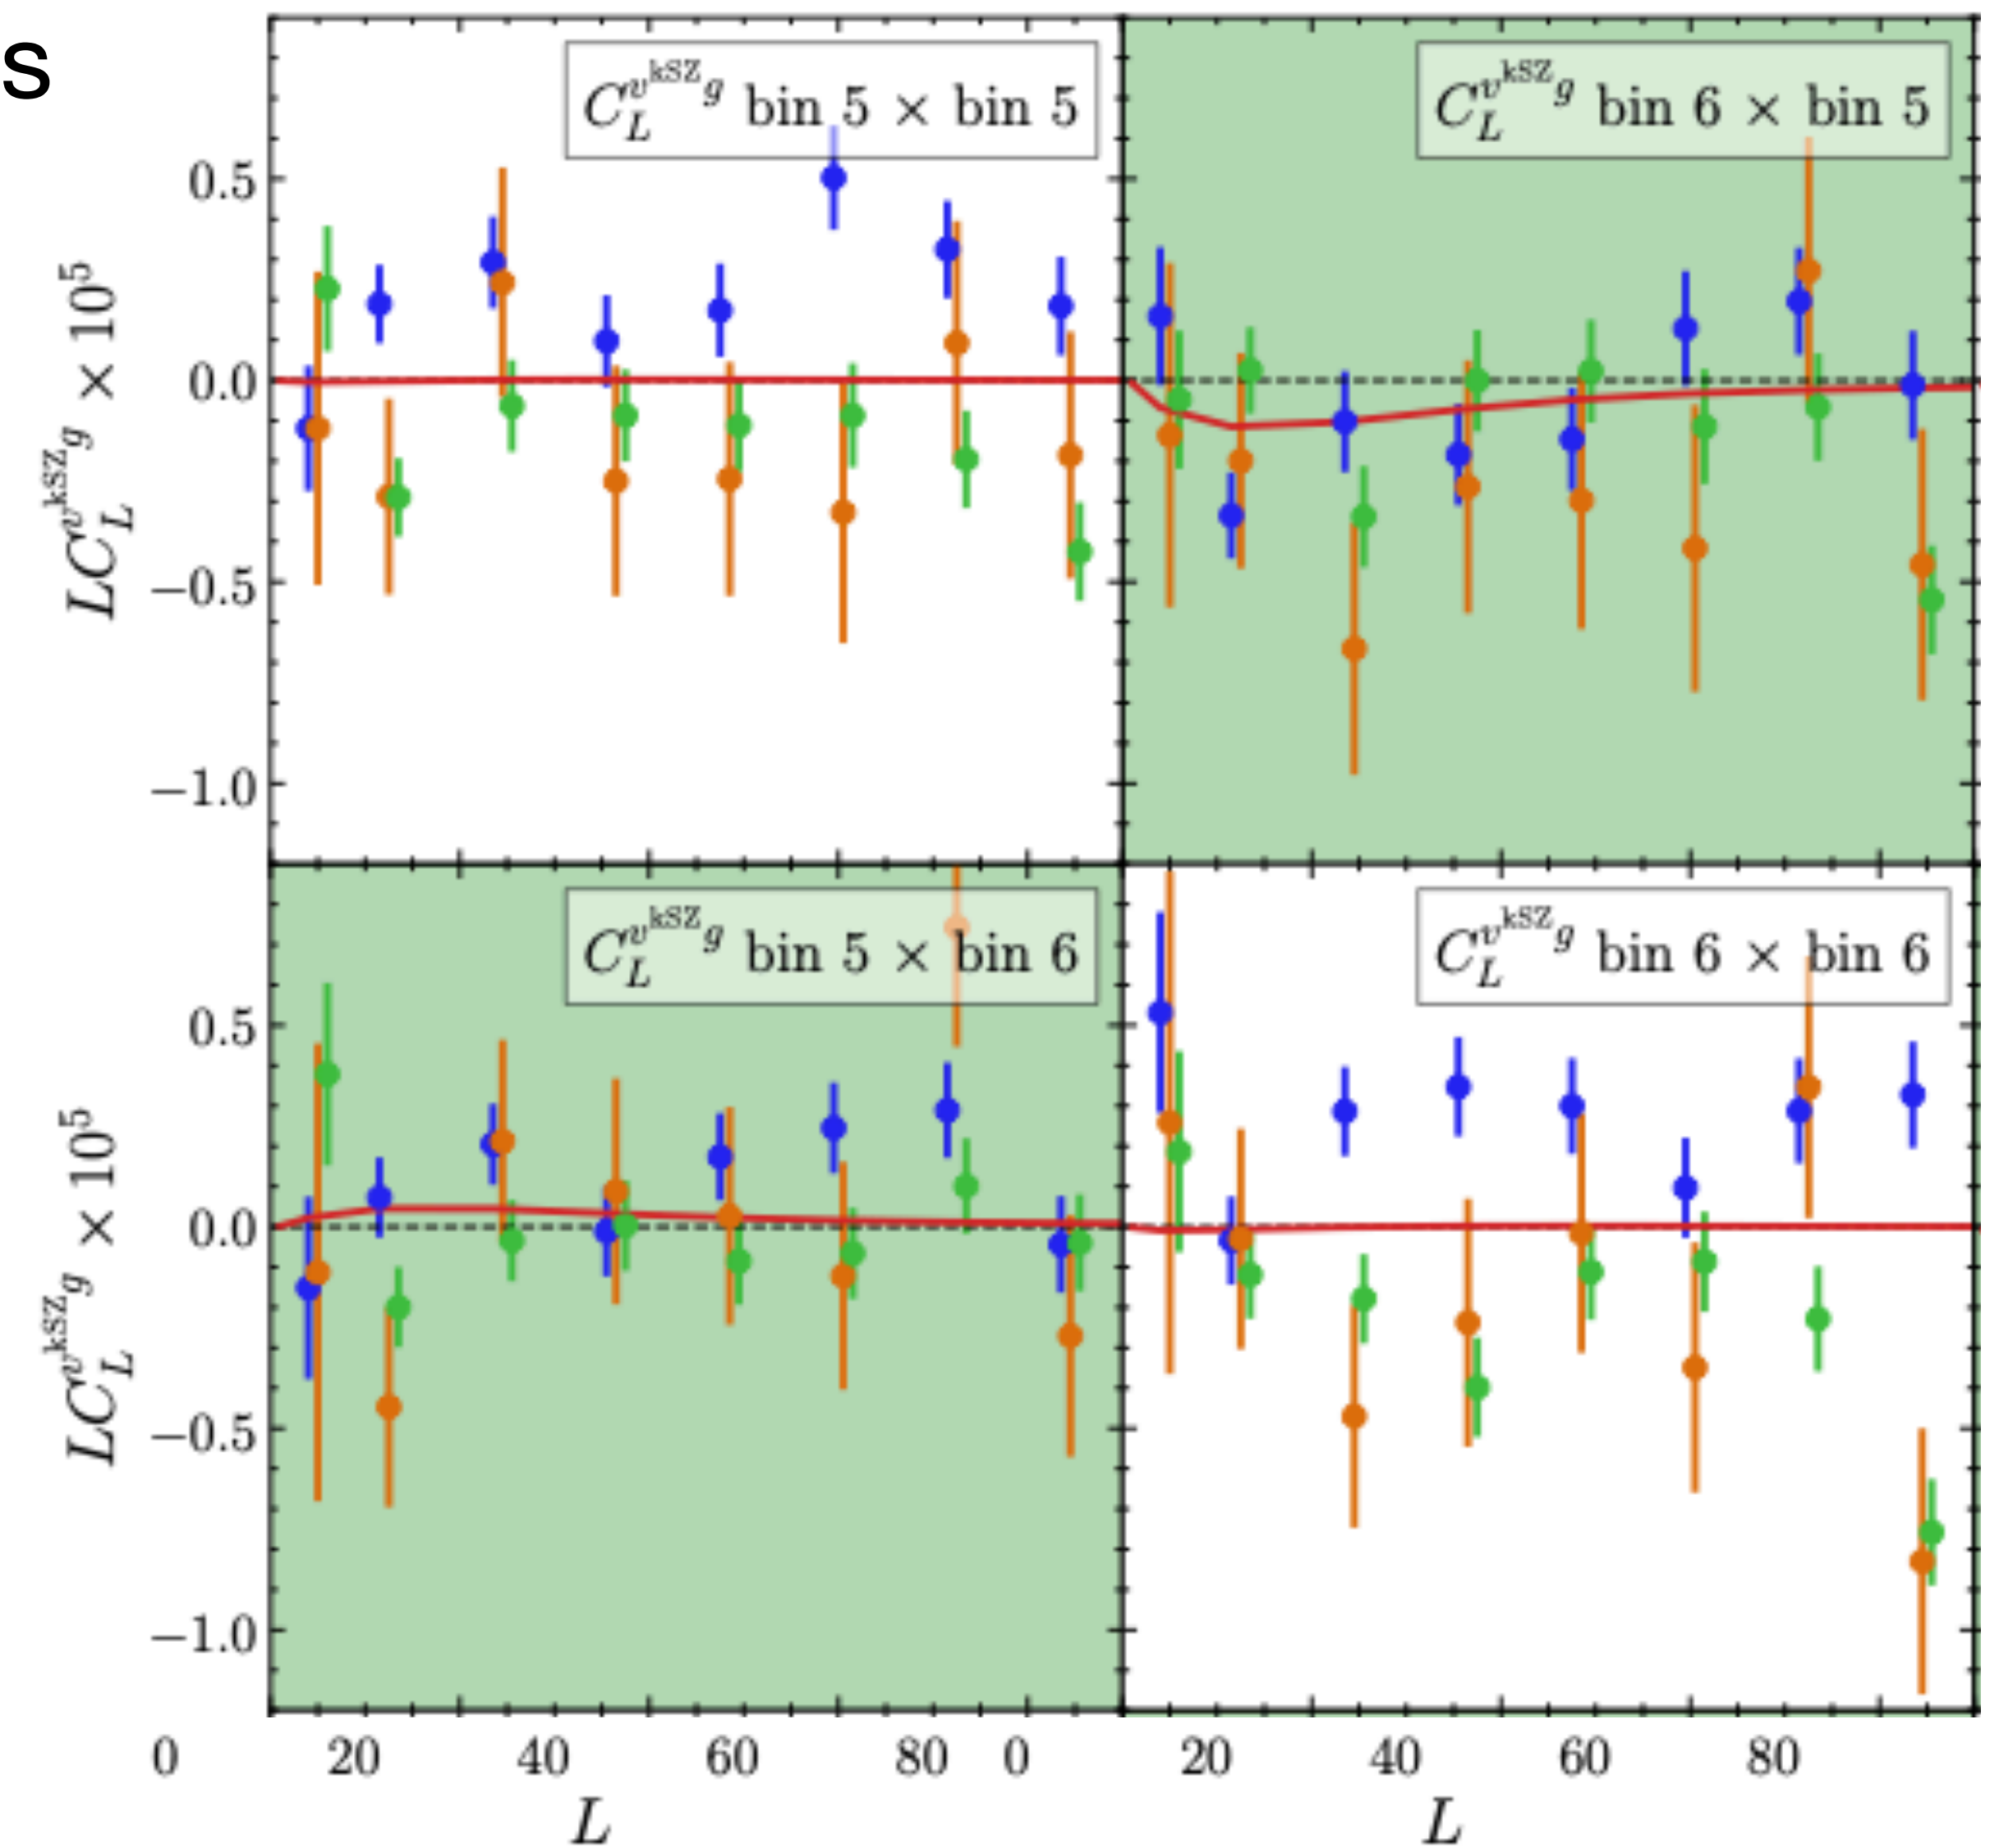 s
C_L^{v^{kSZ}g} bin 5 × bin 5
C_L^{v^{kSZ}g} bin 6 × bin 5
0.5
0.0
−0.5
−1.0
LC_L^{v^{kSZ}g} × 10^5
C_L^{v^{kSZ}g} bin 5 × bin 6
C_L^{v^{kSZ}g} bin 6 × bin 6
0.5
0.0
−0.5
−1.0
LC_L^{v^{kSZ}g} × 10^5
0 20 40 60 80 0 20 40 60 80
L L